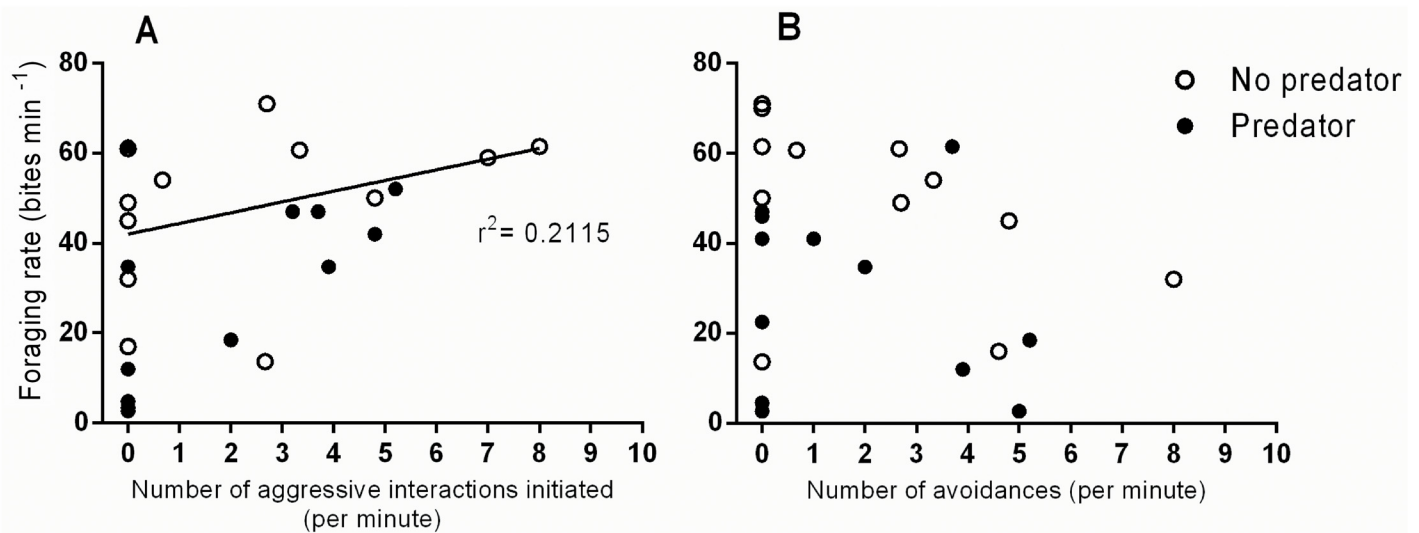 A
B
Foraging rate (bites min -1)
80
60
40
20
0
0 1 2 3 4 5 6 7 8 9 10
Number of aggressive interactions initiated
(per minute)
r2= 0.2115
80
60
40
20
0
0 1 2 3 4 5 6 7 8 9 10
Number of avoidances (per minute)
No predator
Predator